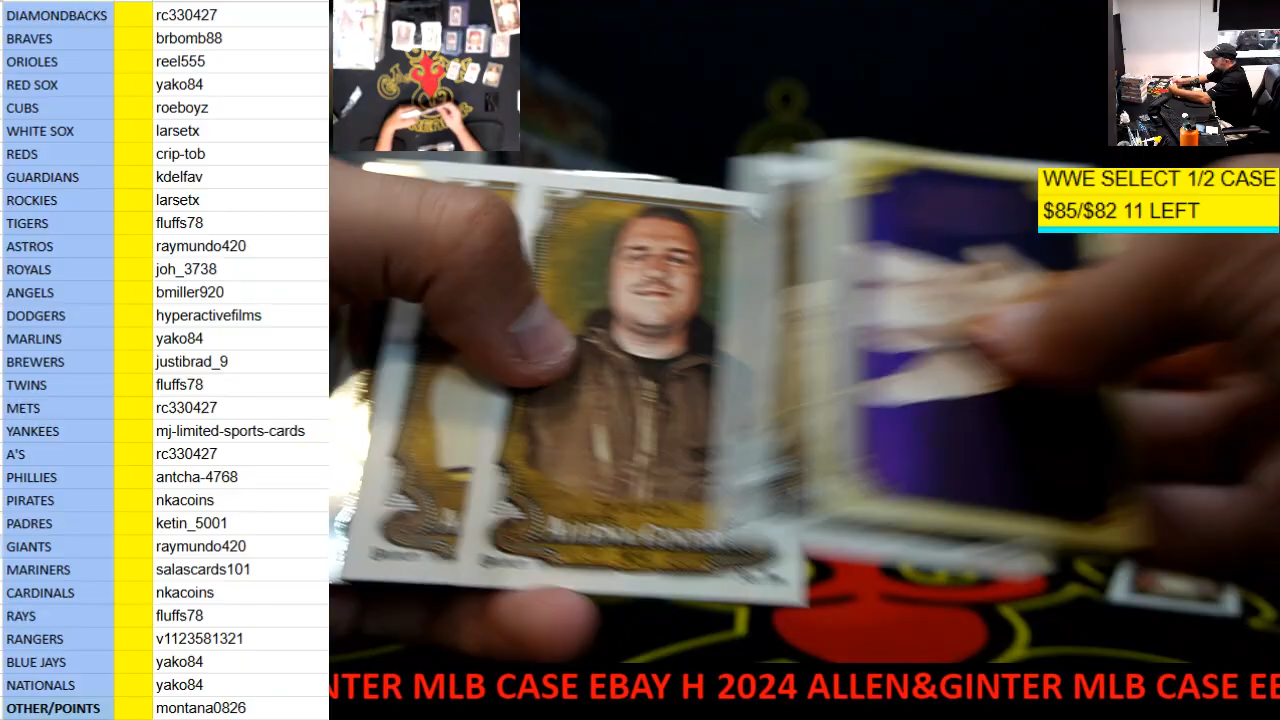 DIAMONDBACKS rc330427
BRAVES brbomb88
ORIOLES reel555
RED SOX yako84
CUBS roeboyz
WHITE SOX larsetx
REDS crip-tob
GUARDIANS kdelfav
ROCKIES larsetx
TIGERS fluffs78
ASTROS raymundo420
ROYALS joh_3738
ANGELS bmiller920
DODGERS hyperactivefilms
MARLINS yako84
BREWERS justibrad_9
TWINS fluffs78
METS rc330427
YANKEES mj-limited-sports-cards
A'S rc330427
PHILLIES antcha-4768
PIRATES nkacoins
PADRES ketin_5001
GIANTS raymundo420
MARINERS salascards101
CARDINALS nkacoins
RAYS fluffs78
RANGERS v1123581321
BLUE JAYS yako84
NATIONALS yako84
OTHER/POINTS montana0826
WWE SELECT 1/2 CASE
$85/$82 11 LEFT
NTER MLB CASE EBAY H 2024 ALLEN&GINTER MLB CASE EE